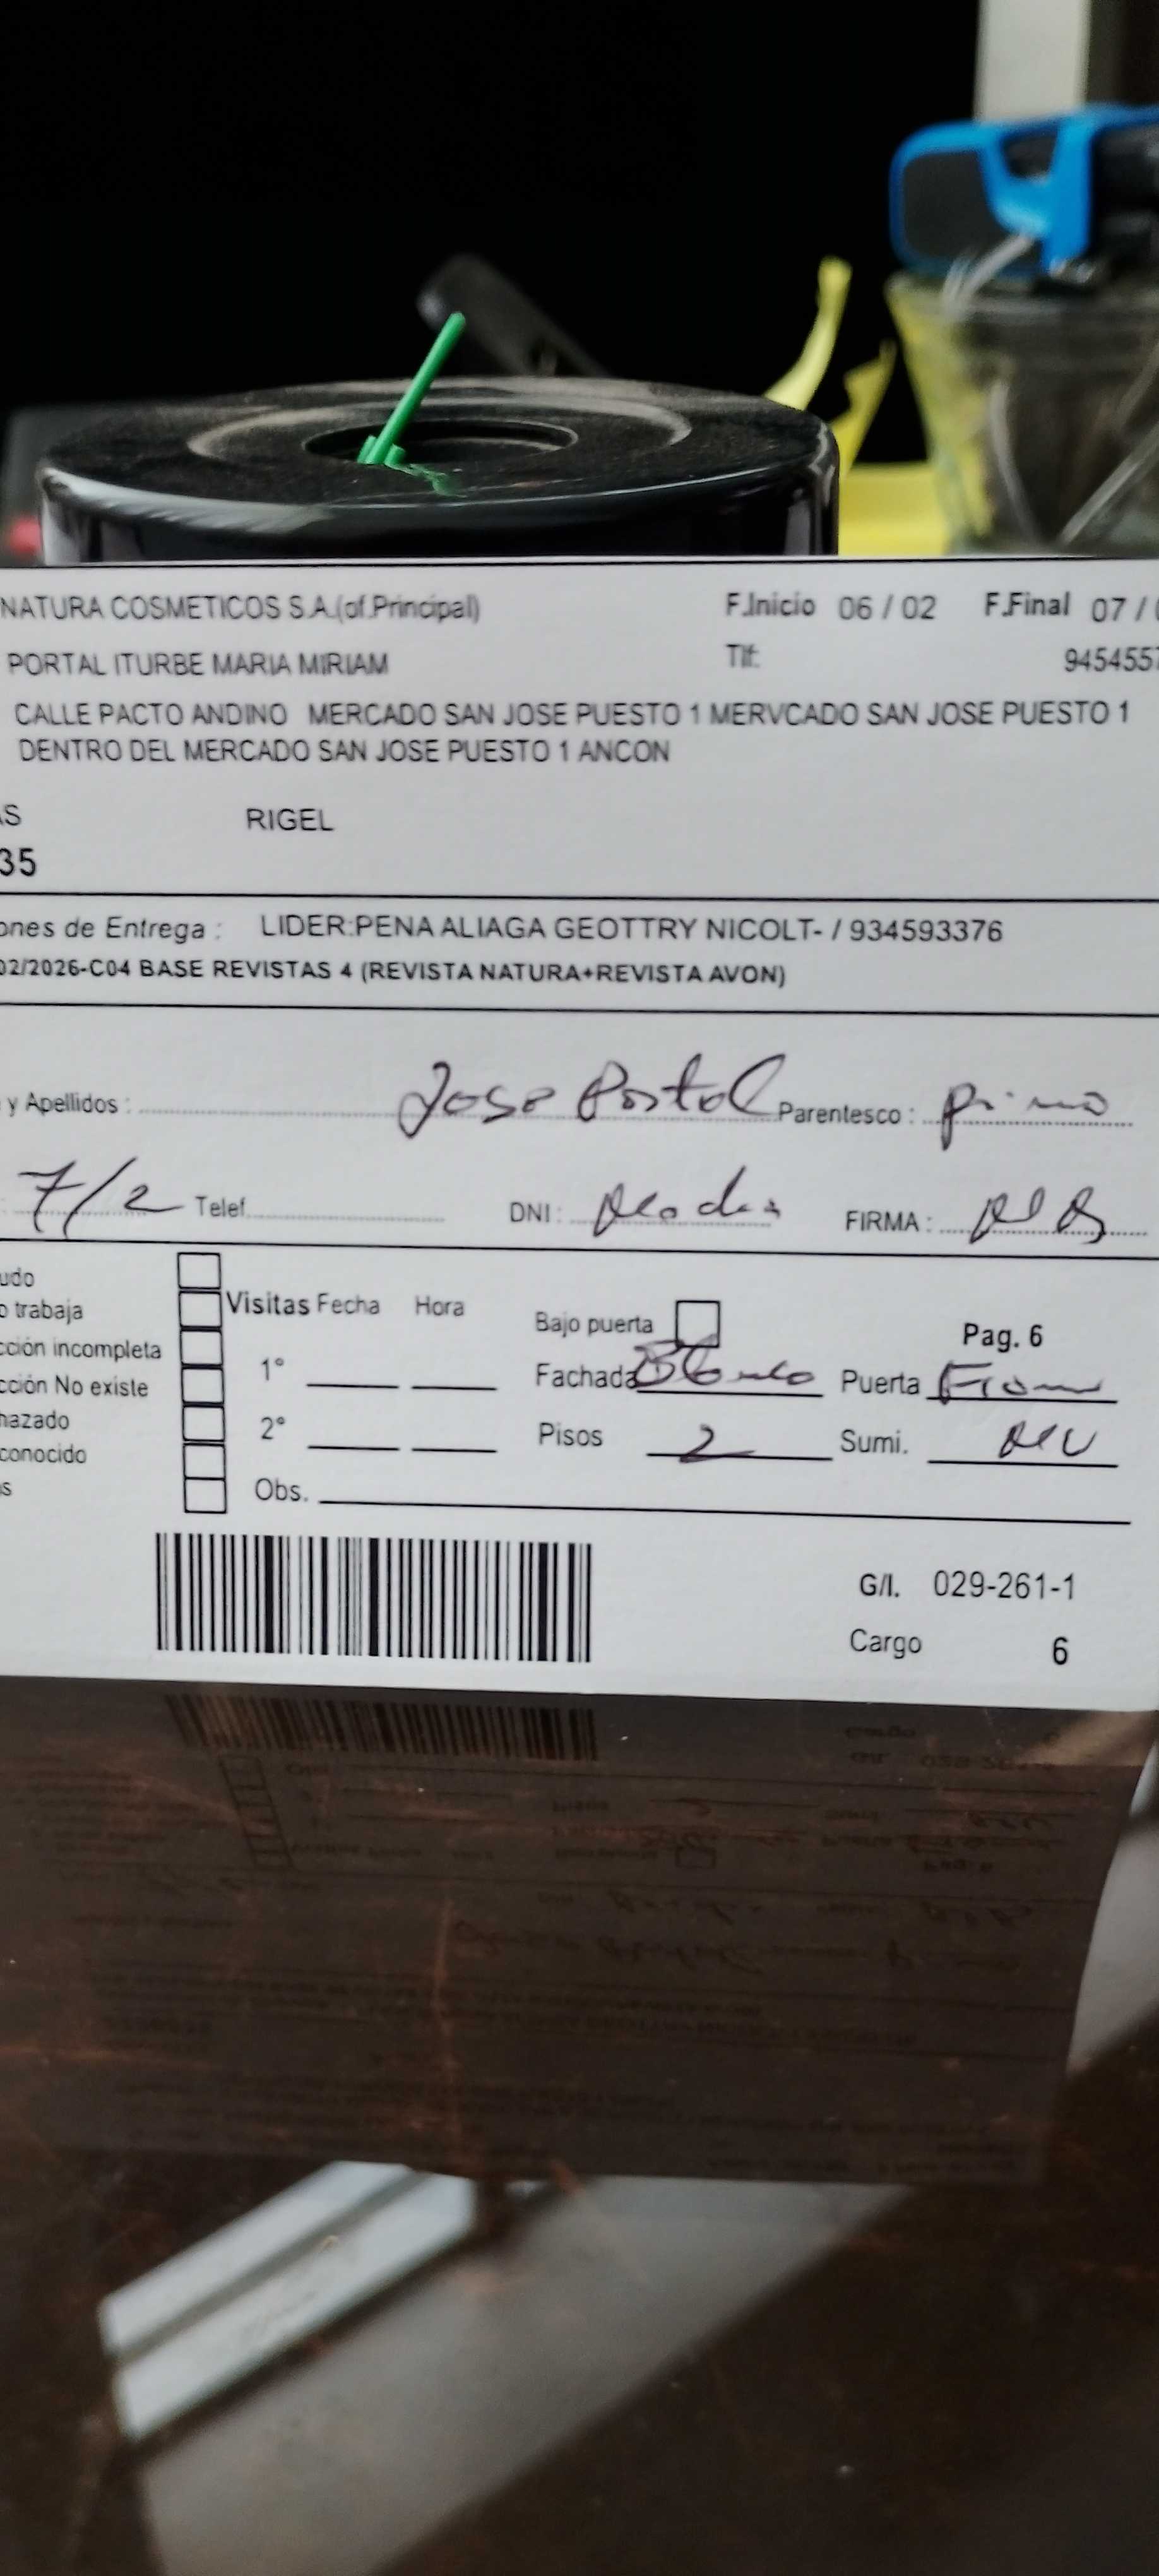 NATURA COSMETICOS S.A.(of.Principal) F.Inicio 06 / 02 F.Final 07 /
PORTAL ITURBE MARIA MIRIAM Tlf: 945455
CALLE PACTO ANDINO MERCADO SAN JOSE PUESTO 1 MERVCADO SAN JOSE PUESTO 1
DENTRO DEL MERCADO SAN JOSE PUESTO 1 ANCON
AS RIGEL
35
ones de Entrega : LIDER:PENA ALIAGA GEOTTRY NICOLT- / 934593376
02/2026-C04 BASE REVISTAS 4 (REVISTA NATURA+REVISTA AVON)
y Apellidos : Jose Portal Parentesco : primo
7/2 Telef. DNI : FIRMA :
udo
o trabaja Visitas Fecha Hora Bajo puerta Pag. 6
cción incompleta 1° Fachada Blanco Puerta
cción No existe
hazado 2° Pisos 2 Sumi.
conocido
s Obs.
G/I. 029-261-1
Cargo 6